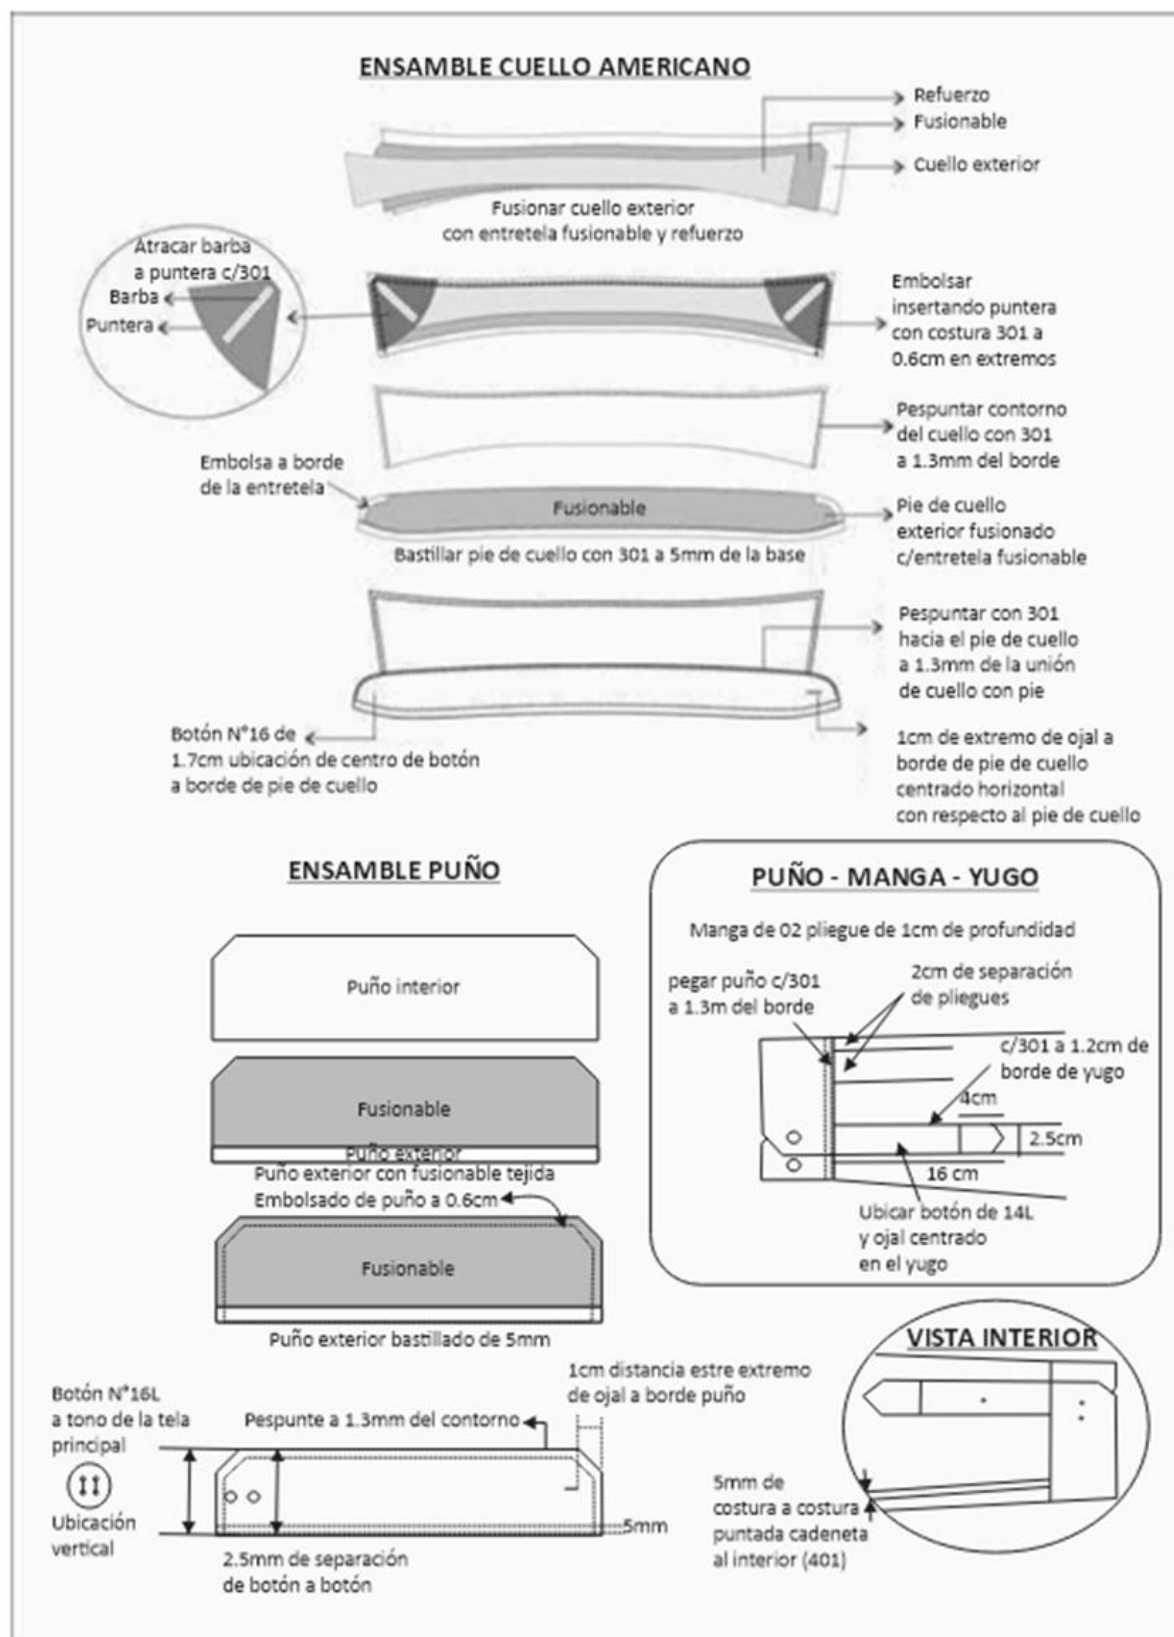 ENSAMBLE CUELLO AMERICANO
Refuerzo
Fusionable
Cuello exterior
Fusionar cuello exterior
con entretela fusionable y refuerzo
Atracar barba
a puntera c/301
Barba
Puntera
Embolsar
insertando puntera
con costura 301 a
0.6cm en extremos
Pespuntar contorno
del cuello con 301
a 1.3mm del borde
Embolsa a borde
de la entretela
Fusionable
Pie de cuello
exterior fusionado
c/entretela fusionable
Bastillar pie de cuello con 301 a 5mm de la base
Pespuntar con 301
hacia el pie de cuello
a 1.3mm de la unión
de cuello con pie
Botón N°16 de
1.7cm ubicación de centro de botón
a borde de pie de cuello
1cm de extremo de ojal a
borde de pie de cuello
centrado horizontal
con respecto al pie de cuello
ENSAMBLE PUÑO
Puño interior
Fusionable
Puño exterior
Puño exterior con fusionable tejida
Embolsado de puño a 0.6cm
Fusionable
Puño exterior bastillado de 5mm
PUÑO - MANGA - YUGO
Manga de 02 pliegue de 1cm de profundidad
pegar puño c/301
a 1.3m del borde
2cm de separación
de pliegues
c/301 a 1.2cm de
borde de yugo
4cm
2.5cm
16 cm
Ubicar botón de 14L
y ojal centrado
en el yugo
VISTA INTERIOR
5mm de
costura a costura
puntada cadeneta
al interior (401)
1cm distancia estre extremo
de ojal a borde puño
Botón N°16L
a tono de la tela
principal
Pespunte a 1.3mm del contorno
Ubicación
vertical
5mm
2.5mm de separación
de botón a botón